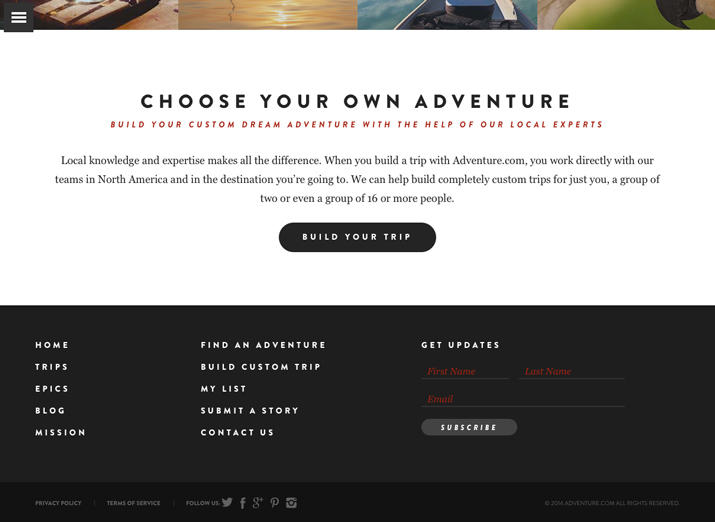 CHOOSE YOUR OWN ADVENTURE
BUILD YOUR CUSTOM DREAM ADVENTURE WITH THE HELP OF OUR LOCAL EXPERTS
Local knowledge and expertise makes all the difference. When you build a trip with Adventure.com, you work directly with our
teams in North America and in the destination you're going to. We can help build completely custom trips for just you, a group of
two or even a group of 16 or more people.
BUILD YOUR TRIP
HOME
TRIPS
EPICS
BLOG
MISSION
FIND AN ADVENTURE
BUILD CUSTOM TRIP
MY LIST
SUBMIT A STORY
CONTACT US
GET UPDATES
First Name
Last Name
Email
SUBSCRIBE
PRIVACY POLICY | TERMS OF SERVICE | FOLLOW US:
© 2014 ADVENTURE.COM ALL RIGHTS RESERVED.